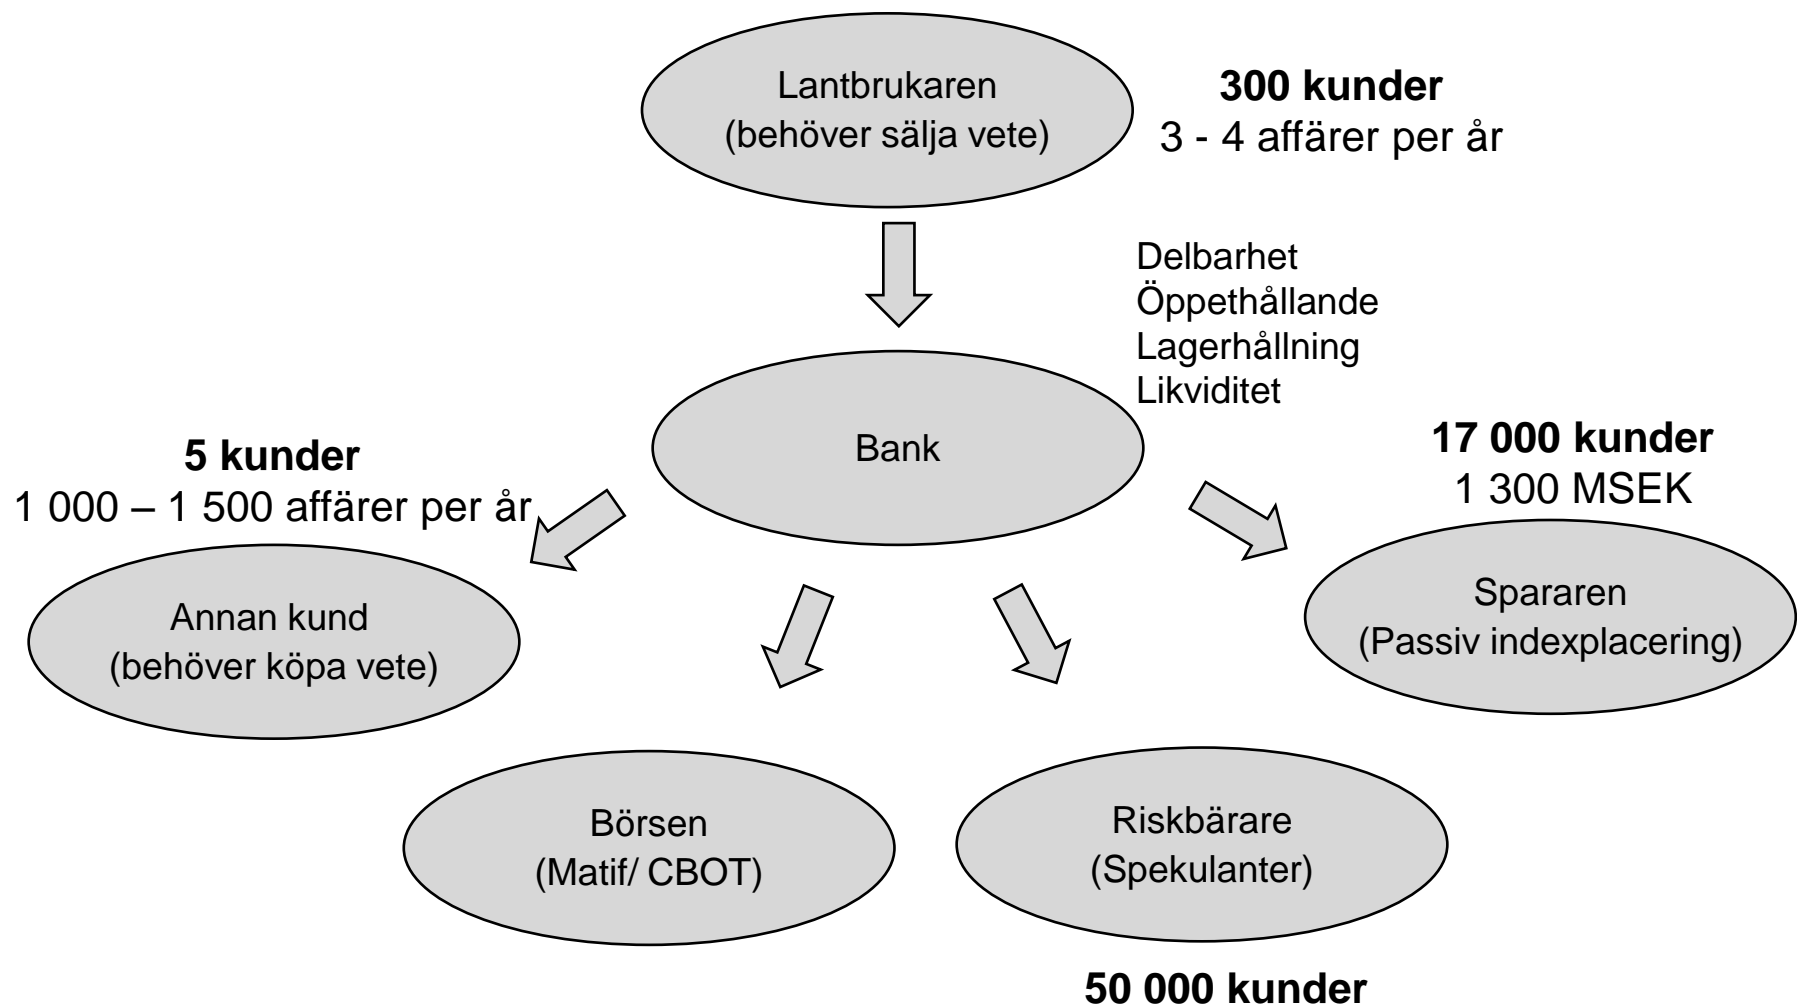 Lantbrukaren
(behöver sälja vete)
300 kunder
3 - 4 affärer per år
Delbarhet
Öppethållande
Lagerhållning
Likviditet
Bank
5 kunder
1 000 – 1 500 affärer per år
17 000 kunder
1 300 MSEK
Annan kund
(behöver köpa vete)
Spararen
(Passiv indexplacering)
Börsen
(Matif/ CBOT)
Riskbärare
(Spekulanter)
50 000 kunder